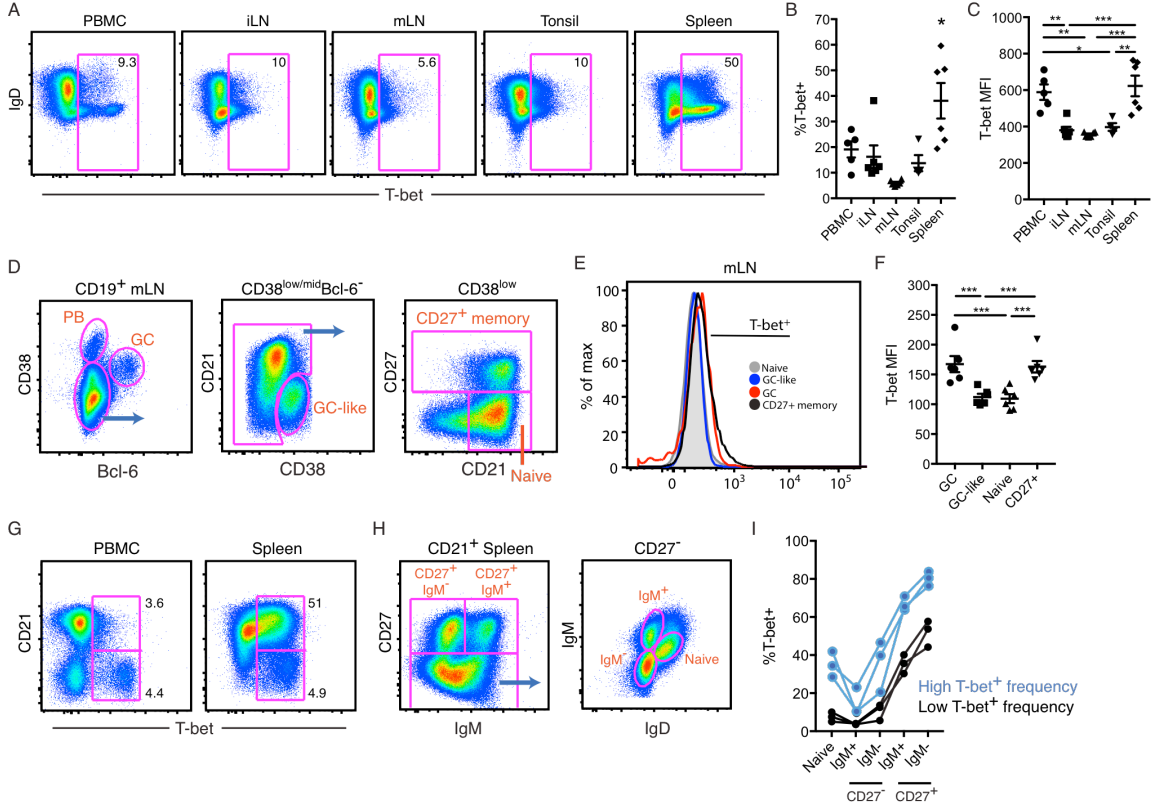 A
PBMC
iLN
mLN
Tonsil
Spleen
9.3
10
5.6
10
50
IgD
T-bet
B
*
70
60
50
40
30
20
10
0
%T-bet+
PBMC
iLN
mLN
Tonsil
Spleen
C
** ***
** ***
* **
1000
800
600
400
200
0
T-bet MFI
PBMC
iLN
mLN
Tonsil
Spleen
D
CD19+ mLN
CD38low/midBcl-6-
CD38low
PB
GC
CD38
Bcl-6
CD21
GC-like
CD38
CD27+ memory
CD27
CD21
Naive
E
mLN
100
80
60
40
20
0
% of max
T-bet+
Naive
GC-like
GC
CD27+ memory
0 10³ 10⁴ 10⁵
F
*** ***
*** ***
300
250
200
150
100
50
0
T-bet MFI
GC
GC-like
Naive
CD27+
G
PBMC
Spleen
3.6
4.4
51
4.9
CD21
T-bet
H
CD21+ Spleen
CD27-
CD27+ CD27+
IgM- IgM+
CD27
IgM
IgM+
IgM-
Naive
IgM
IgD
I
100
80
60
40
20
0
%T-bet+
High T-bet+ frequency
Low T-bet+ frequency
Naive
IgM+
IgM-
IgM+
IgM-
CD27- CD27+